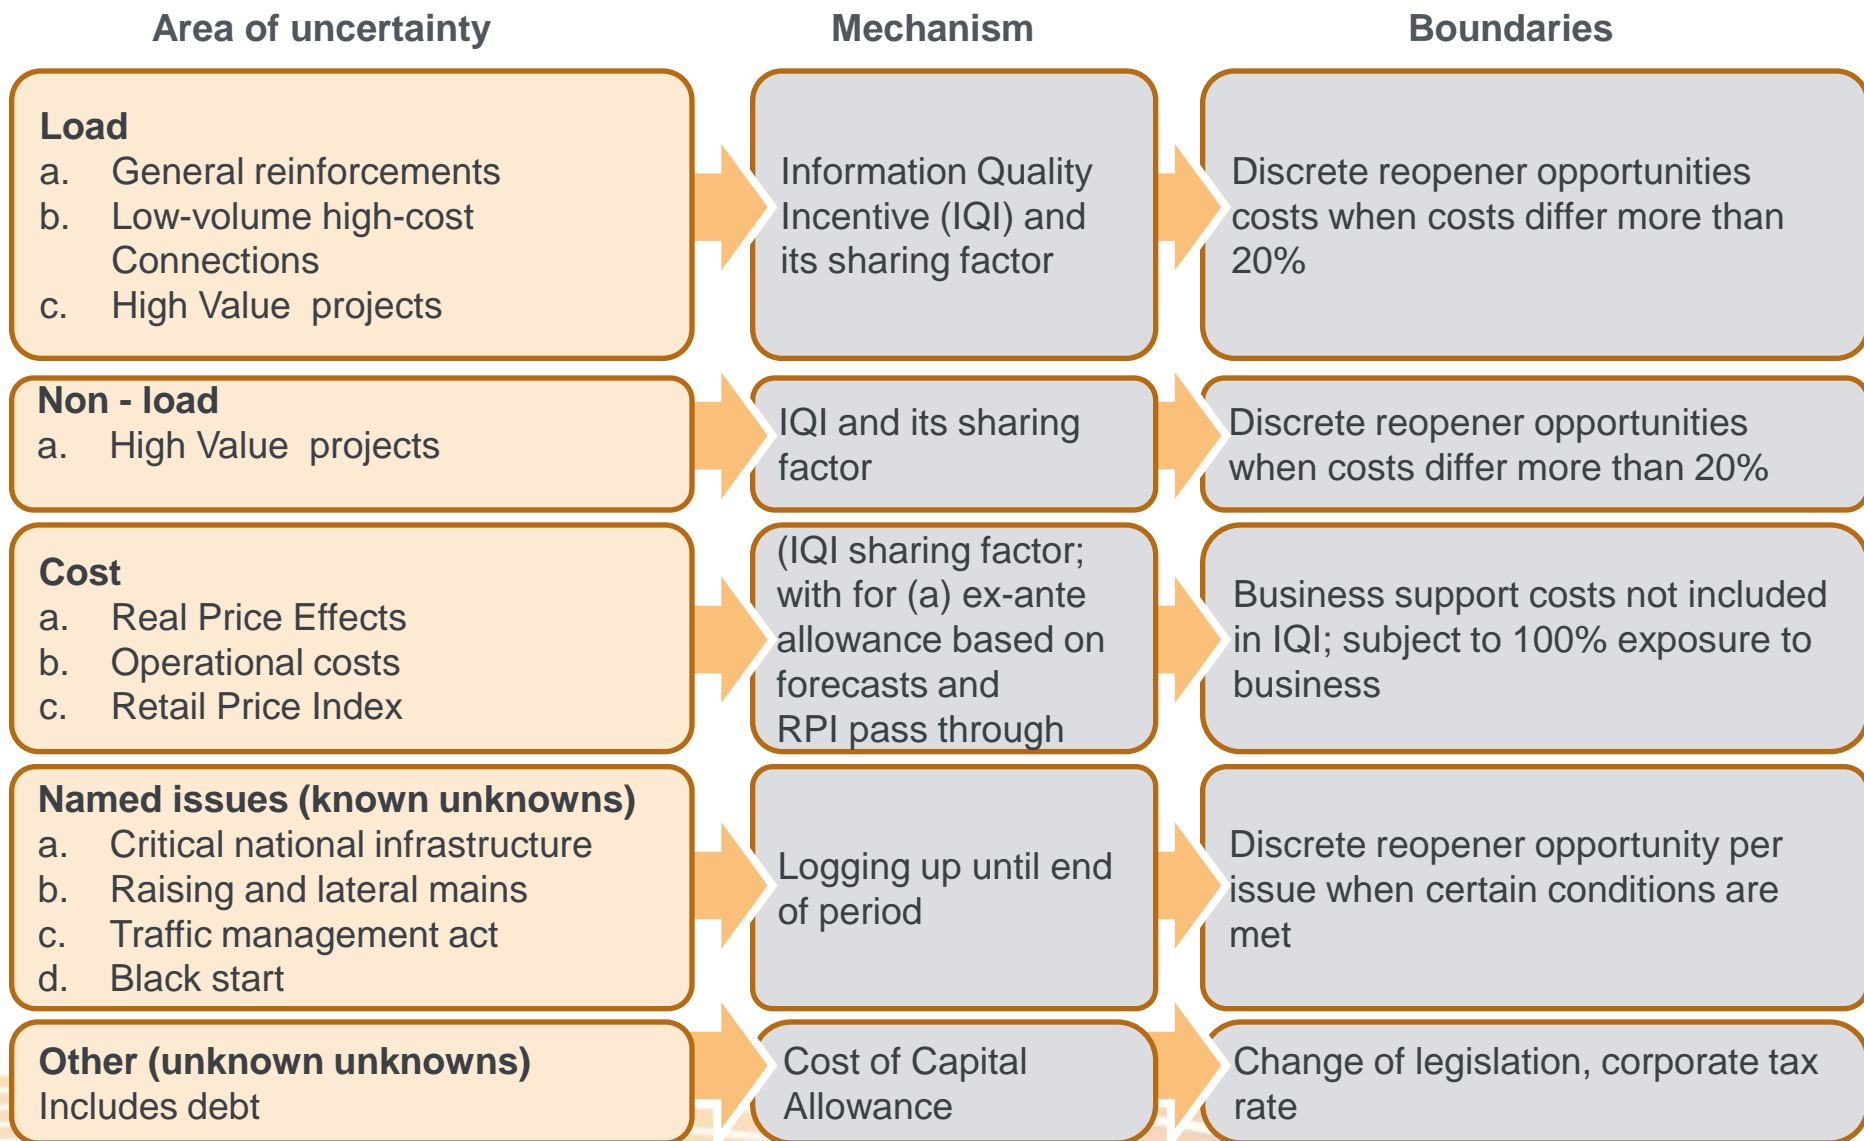 Area of uncertainty
Mechanism
Boundaries
Load
a. General reinforcements
b. Low-volume high-cost
Connections
c. High Value projects
Information Quality
Incentive (IQI) and
its sharing factor
Discrete reopener opportunities
costs when costs differ more than
20%
Non - load
a. High Value projects
IQI and its sharing
factor
Discrete reopener opportunities
when costs differ more than 20%
Cost
a. Real Price Effects
b. Operational costs
c. Retail Price Index
(IQI sharing factor;
with for (a) ex-ante
allowance based on
forecasts and
RPI pass through
Business support costs not included
in IQI; subject to 100% exposure to
business
Named issues (known unknowns)
a. Critical national infrastructure
b. Raising and lateral mains
c. Traffic management act
d. Black start
Logging up until end
of period
Discrete reopener opportunity per
issue when certain conditions are
met
Other (unknown unknowns)
Includes debt
Cost of Capital
Allowance
Change of legislation, corporate tax
rate